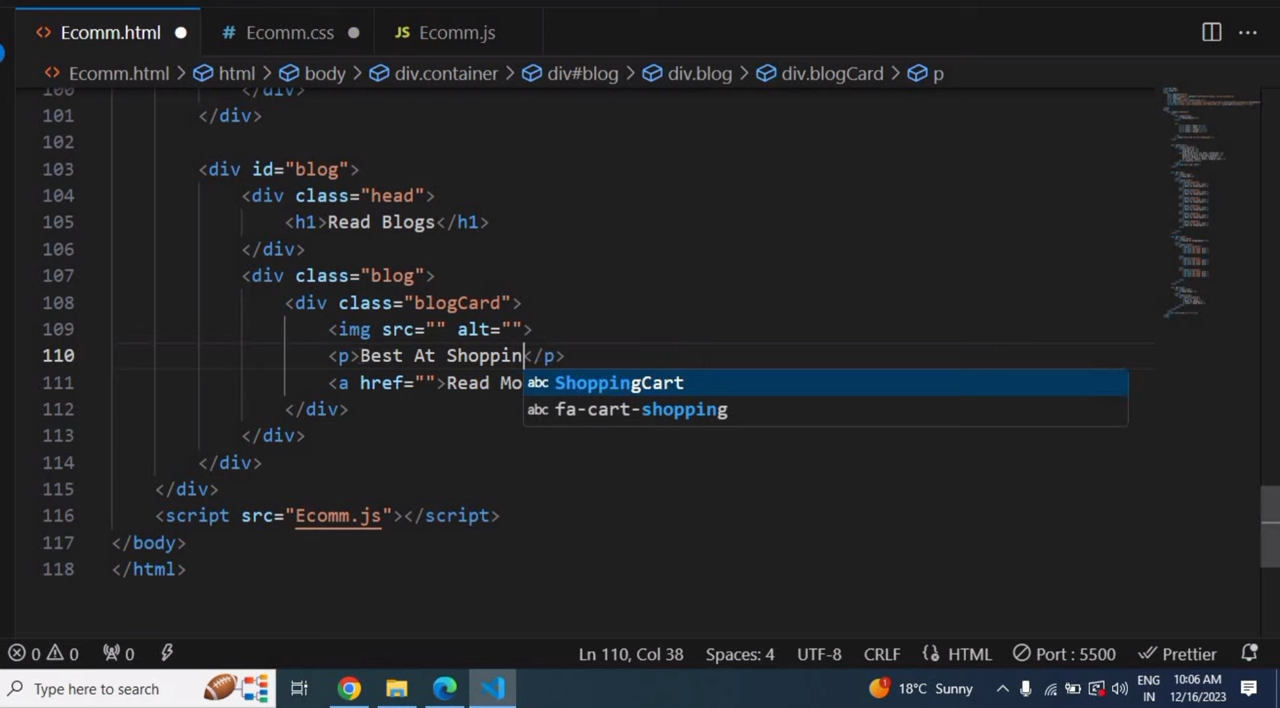 Ecomm.html
# Ecomm.css
JS Ecomm.js
Ecomm.html > html > body > div.container > div#blog > div.blog > div.blogCard > p
100 </div>
101 </div>
102
103 <div id="blog">
104 <div class="head">
105 <h1>Read Blogs</h1>
106 </div>
107 <div class="blog">
108 <div class="blogCard">
109 <img src="" alt="">
110 <p>Best At Shoppin</p>
111 <a href="">Read Mo
abc ShoppingCart
abc fa-cart-shopping
112 </div>
113 </div>
114 </div>
115 </div>
116 <script src="Ecomm.js"></script>
117 </body>
118 </html>
0 0 0 Ln 110, Col 38 Spaces: 4 UTF-8 CRLF HTML Port : 5500 Prettier
Type here to search
18°C Sunny
ENG
IN
10:06 AM
12/16/2023